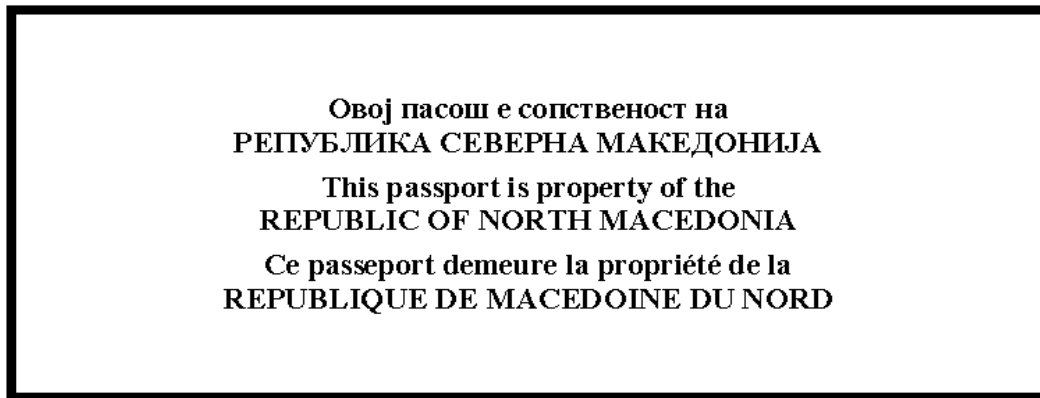 Овој пасош е сопственост на
РЕПУБЛИКА СЕВЕРНА МАКЕДОНИЈА
This passport is property of the
REPUBLIC OF NORTH MACEDONIA
Ce passeport demeure la propriété de la
REPUBLIQUE DE MACEDOINE DU NORD